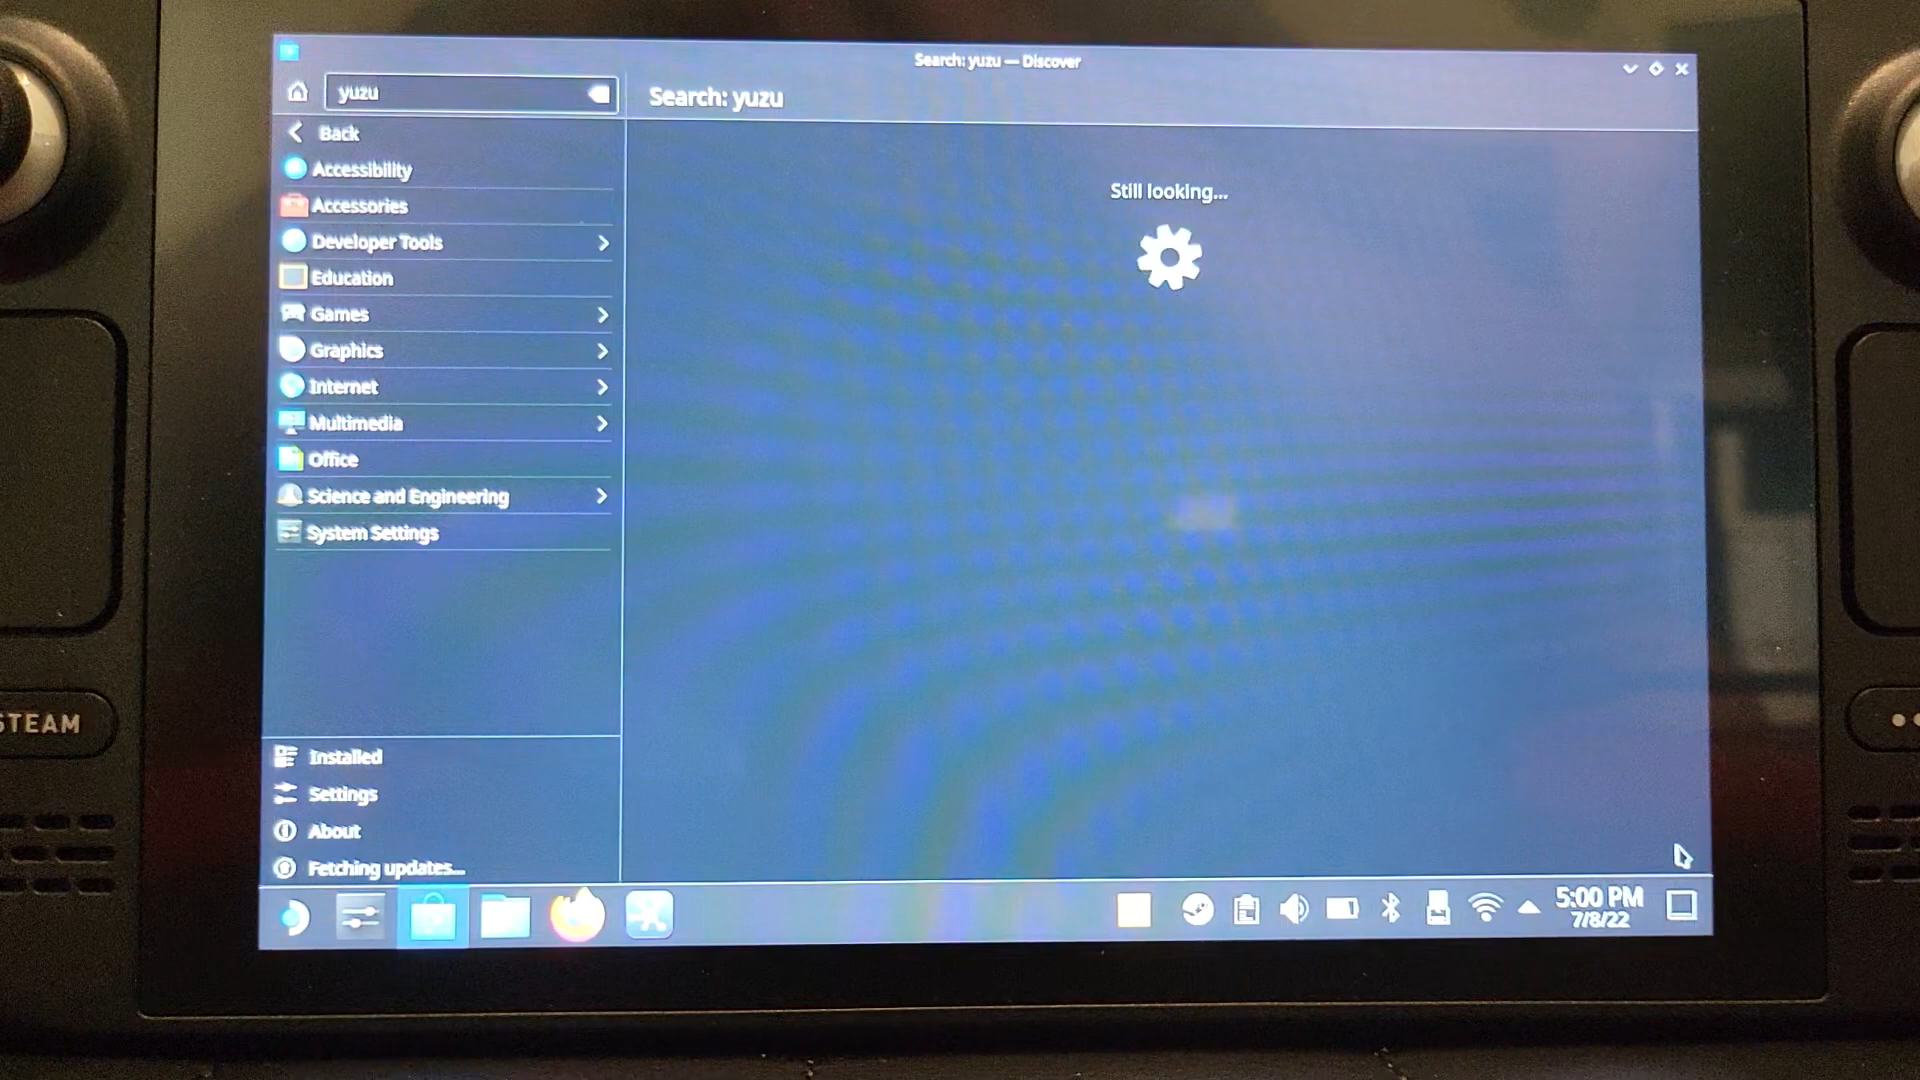 Search: yuzu — Discover
yuzu
Search: yuzu
Back
Accessibility
Accessories
Developer Tools
Education
Games
Graphics
Internet
Multimedia
Office
Science and Engineering
System Settings
Still looking...
Installed
Settings
About
Fetching updates...
5:00 PM
7/8/22
STEAM